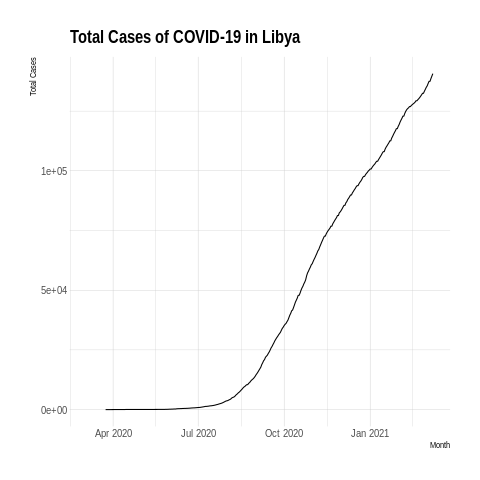 Total Cases of COVID-19 in Libya
Total Cases
1e+05
5e+04
0e+00
Apr 2020 Jul 2020 Oct 2020 Jan 2021
Month